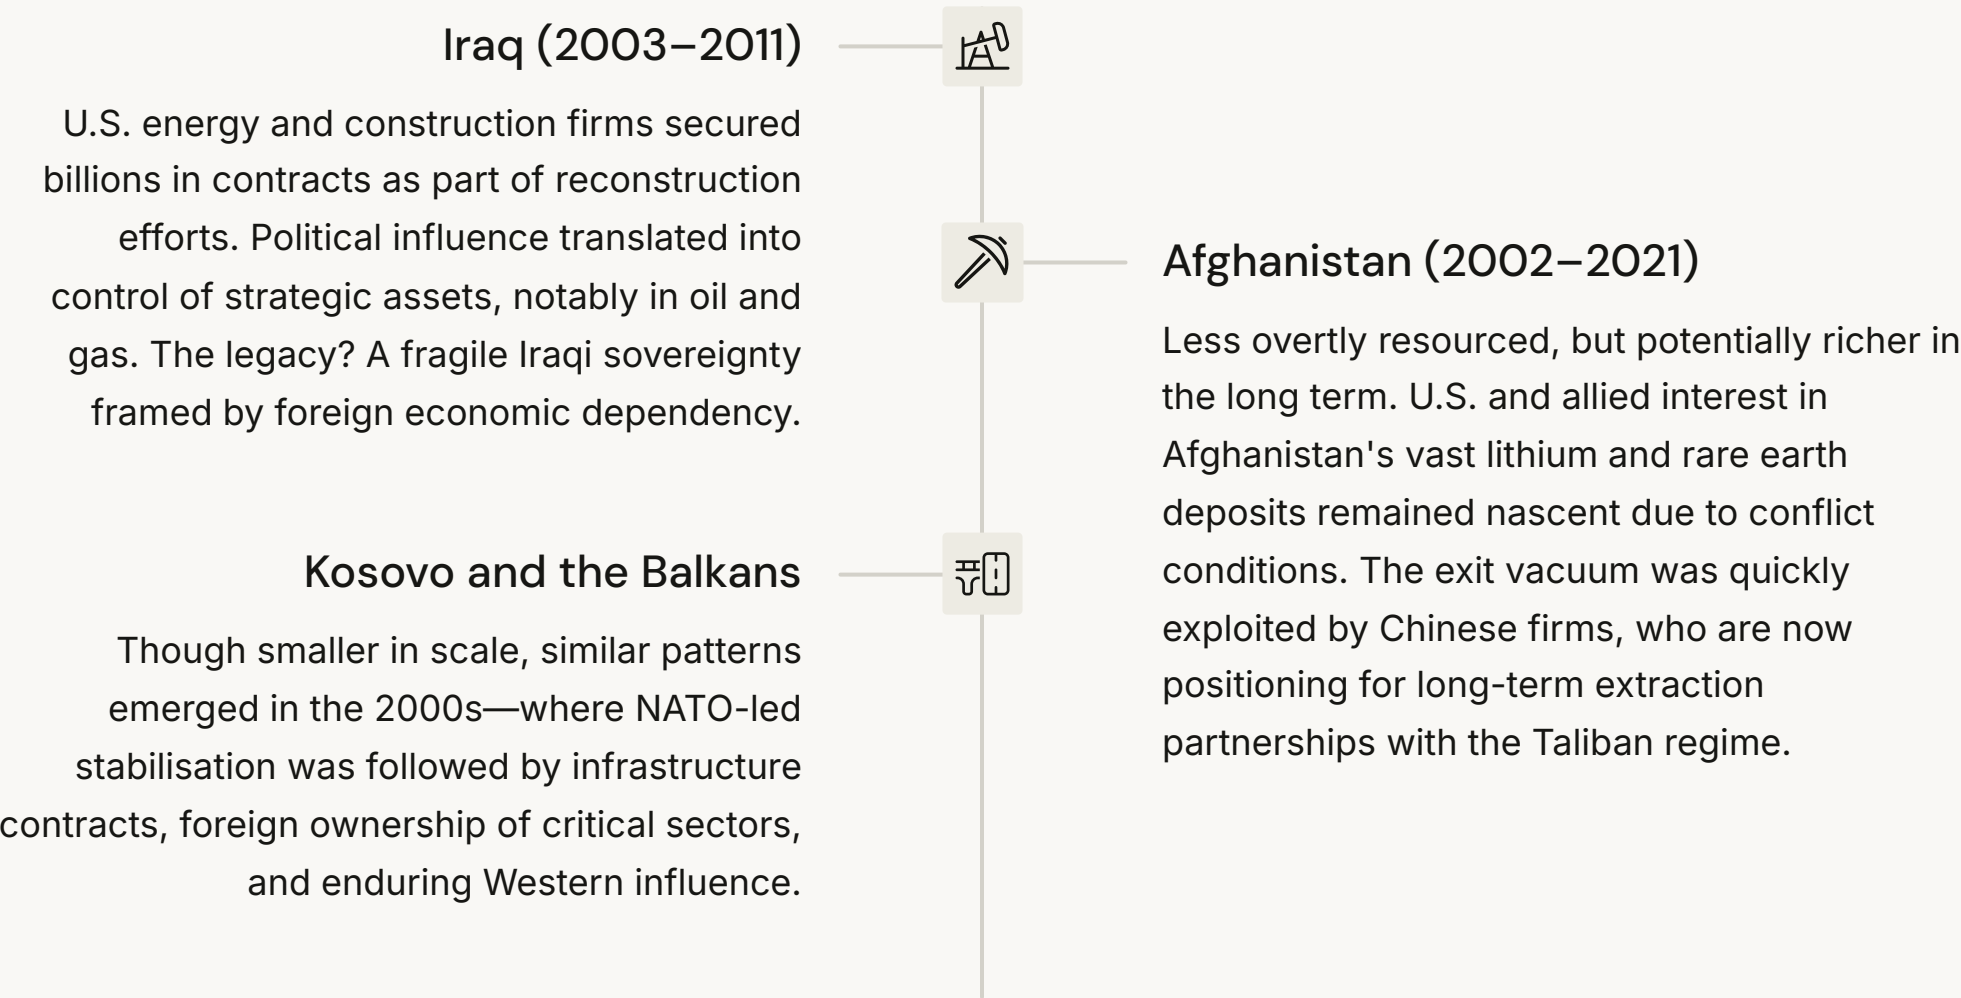 Iraq (2003–2011)
U.S. energy and construction firms secured
billions in contracts as part of reconstruction
efforts. Political influence translated into
control of strategic assets, notably in oil and
gas. The legacy? A fragile Iraqi sovereignty
framed by foreign economic dependency.
Afghanistan (2002–2021)
Less overtly resourced, but potentially richer in
the long term. U.S. and allied interest in
Afghanistan's vast lithium and rare earth
deposits remained nascent due to conflict
conditions. The exit vacuum was quickly
exploited by Chinese firms, who are now
positioning for long-term extraction
partnerships with the Taliban regime.
Kosovo and the Balkans
Though smaller in scale, similar patterns
emerged in the 2000s—where NATO-led
stabilisation was followed by infrastructure
contracts, foreign ownership of critical sectors,
and enduring Western influence.